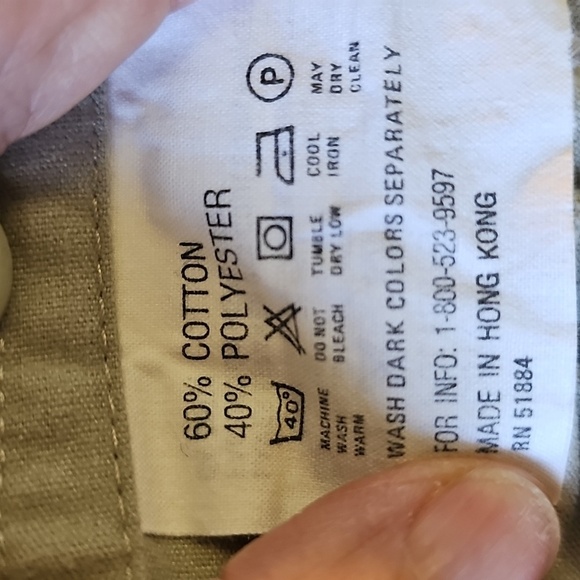 60% COTTON
40% POLYESTER
40°
P
MACHINE
WASH
WARM
DO NOT
BLEACH
TUMBLE
DRY LOW
COOL
IRON
MAY
DRY
CLEAN
WASH DARK COLORS SEPARATELY
FOR INFO: 1-800-523-9597
MADE IN HONG KONG
RN 51884